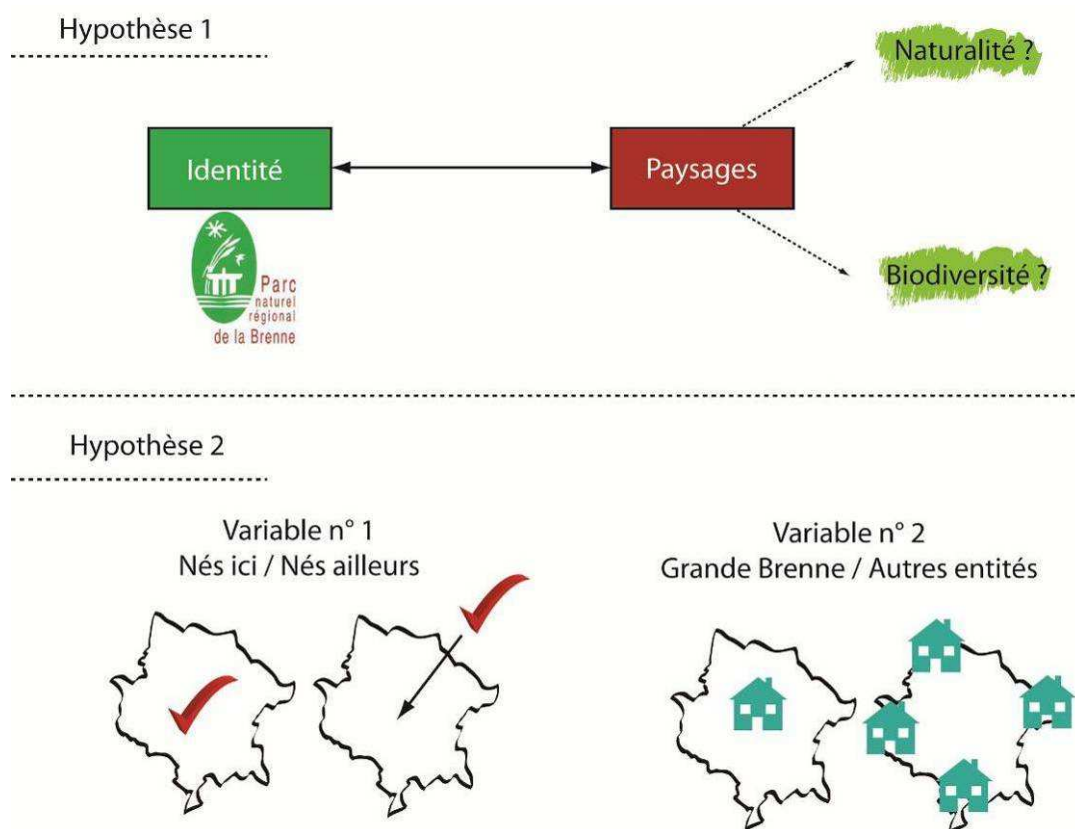 Hypothèse 1
Naturalité ?
Identité
Paysages
Biodiversité ?
Parc
naturel
régional
de la Brenne
Hypothèse 2
Variable n° 1
Nés ici / Nés ailleurs
Variable n° 2
Grande Brenne / Autres entités